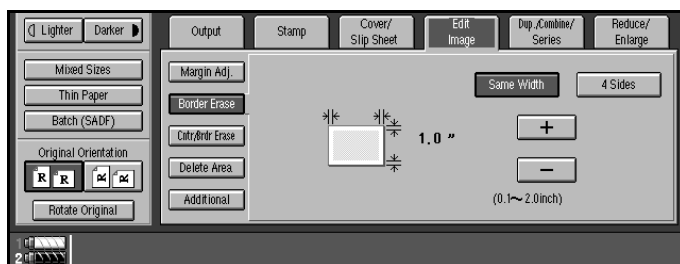 Lighter
Darker
Output
Stamp
Cover/
Slip Sheet
Edit
Image
Dup./Combine/
Series
Reduce/
Enlarge
Mixed Sizes
Thin Paper
Batch (SADF)
Original Orientation
R R R R
Rotate Original
Margin Adj.
Border Erase
Cntr/Brdr Erase
Delete Area
Additional
Same Width
4 Sides
1.0 "
+
−
(0.1~2.0inch)
1
2